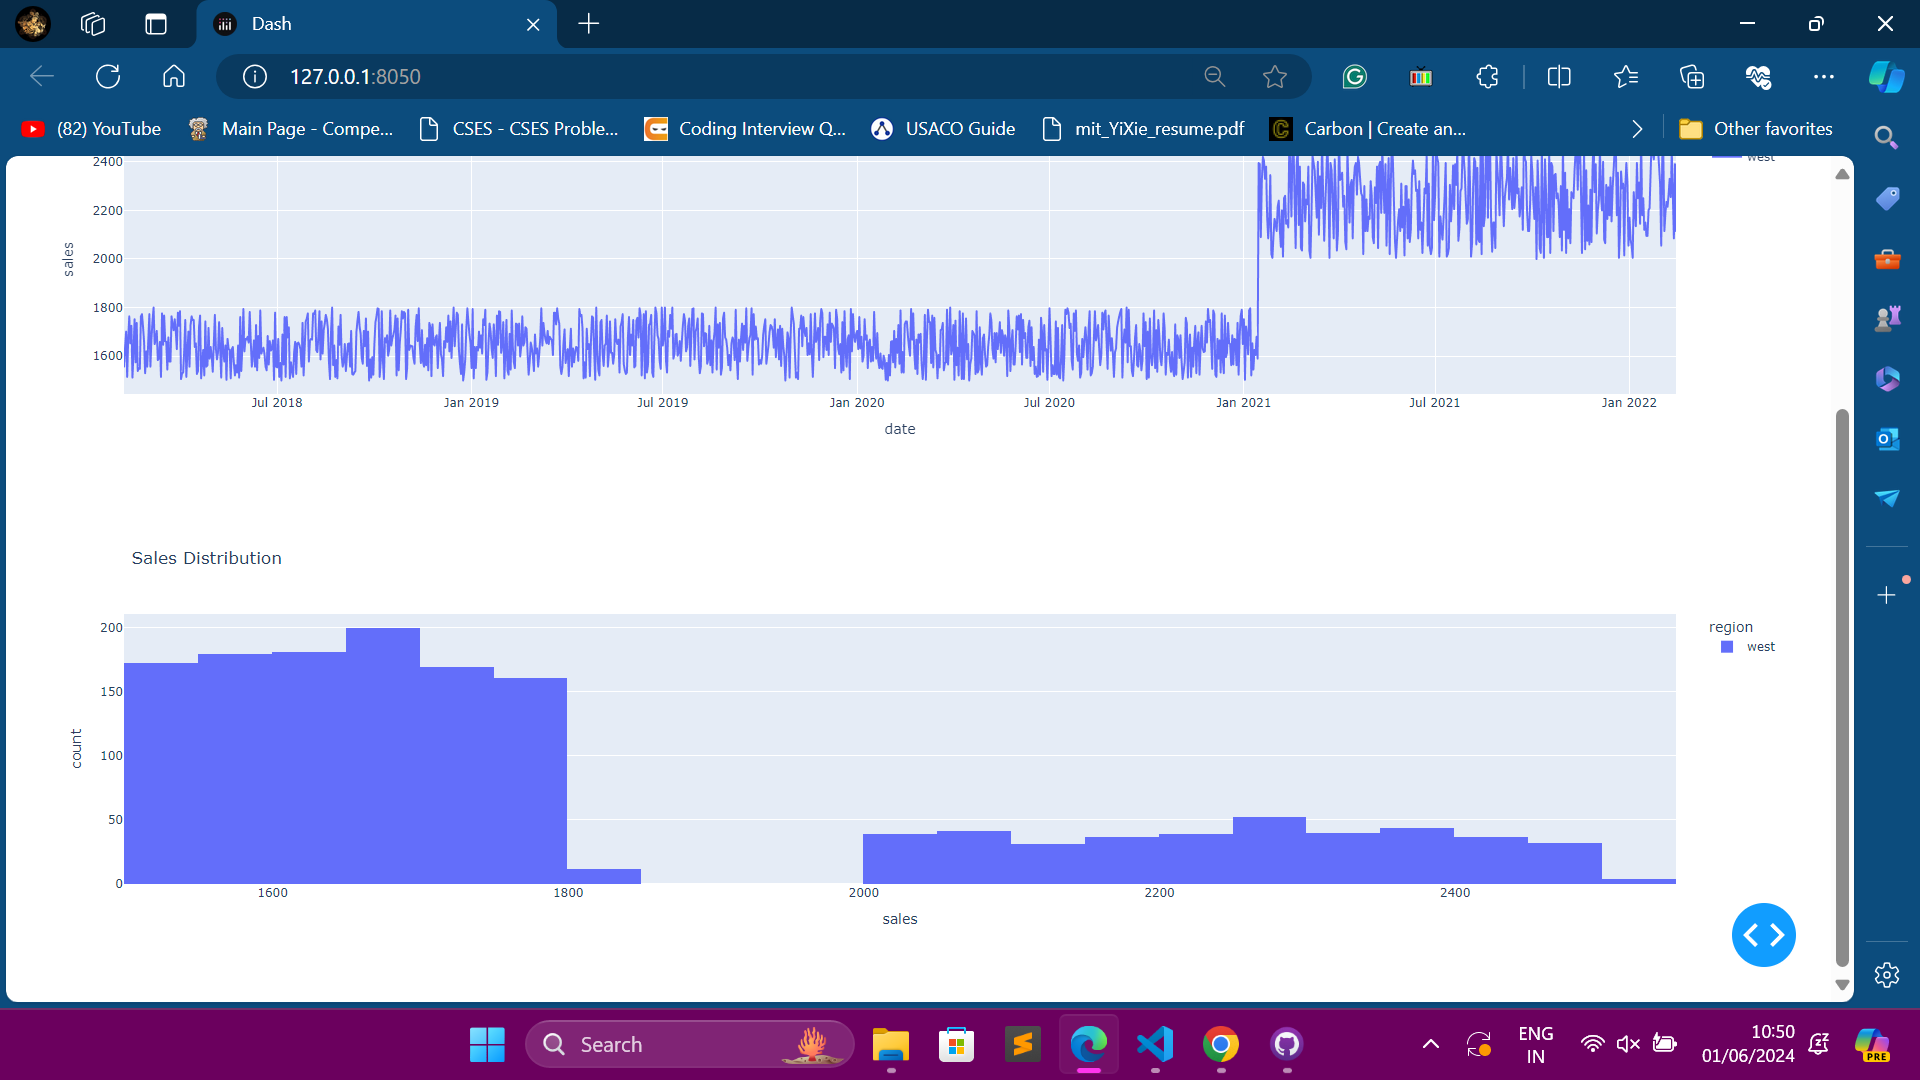 Dash
127.0.0.1:8050
(82) YouTube
Main Page - Compe...
CSES - CSES Proble...
Coding Interview Q...
USACO Guide
mit_YiXie_resume.pdf
Carbon | Create an...
Other favorites
west
2400
2200
2000
1800
1600
sales
Jul 2018
Jan 2019
Jul 2019
Jan 2020
Jul 2020
Jan 2021
Jul 2021
Jan 2022
date
Sales Distribution
200
150
100
50
0
count
1600
1800
2000
2200
2400
sales
region
west
Search
ENG
IN
10:50
01/06/2024
PRE